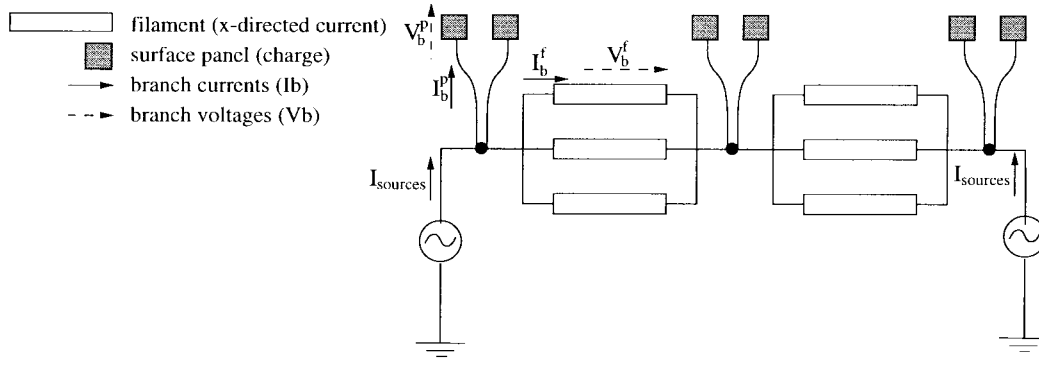 filament (x-directed current)
surface panel (charge)
branch currents (Ib)
branch voltages (Vb)
V_b^p
I_b^p
I_b^f
V_b^f
I_sources
I_sources